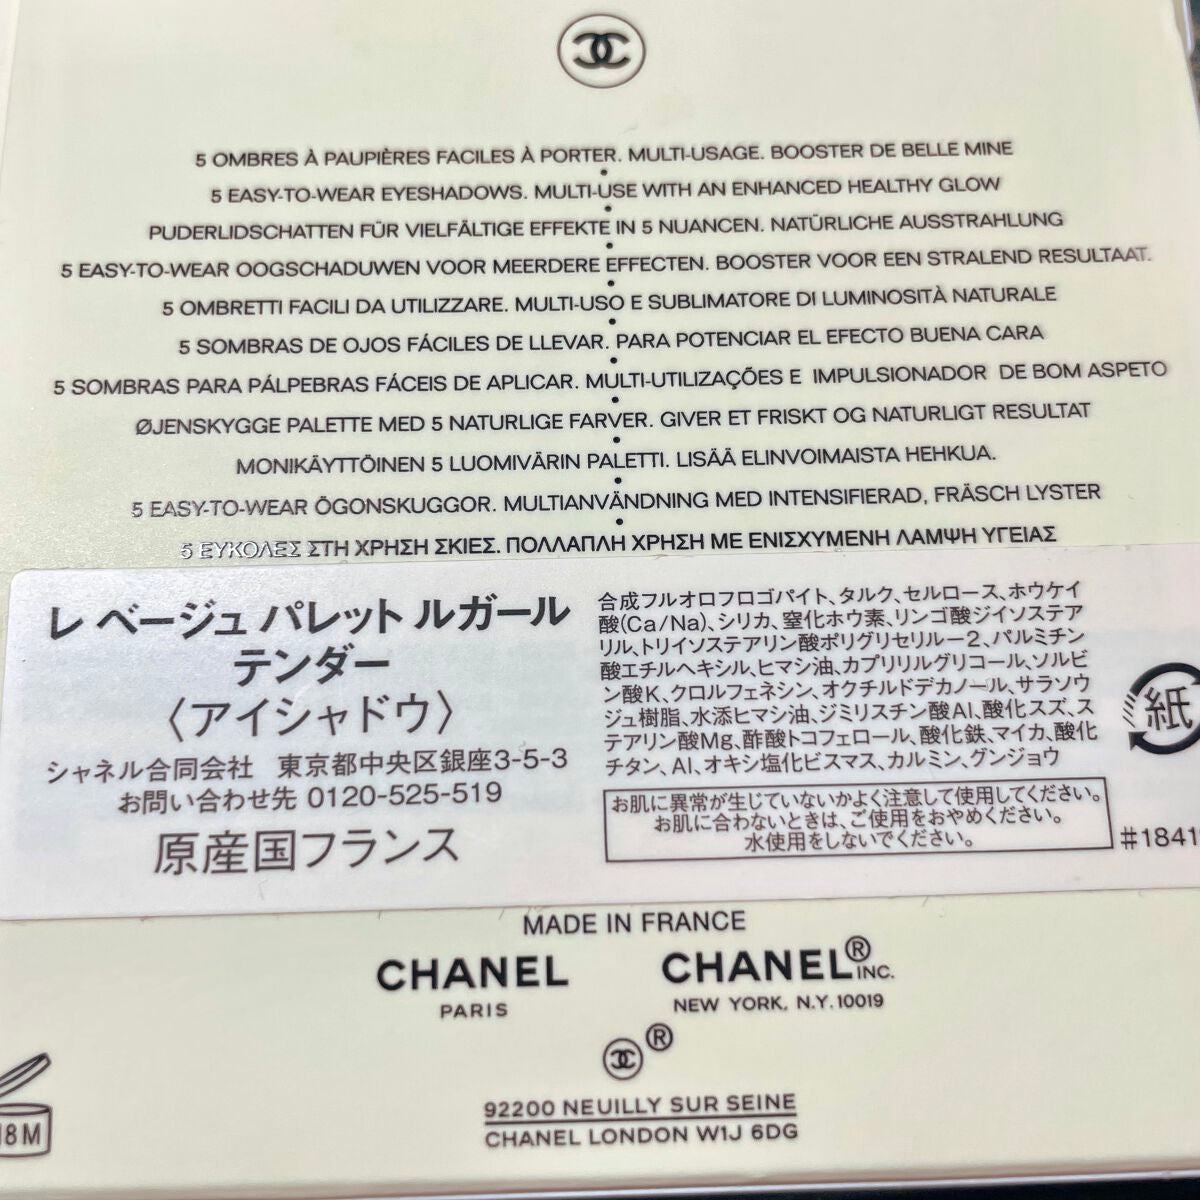 5 OMBRES À PAUPIÈRES FACILES À PORTER. MULTI-USAGE. BOOSTER DE BELLE MINE
5 EASY-TO-WEAR EYESHADOWS. MULTI-USE WITH AN ENHANCED HEALTHY GLOW
PUDERLIDSCHATTEN FÜR VIELFÄLTIGE EFFEKTE IN 5 NUANCEN. NATÜRLICHE AUSSTRAHLUNG
5 EASY-TO-WEAR OOGSCHADUWEN VOOR MEERDERE EFFECTEN. BOOSTER VOOR EEN STRALEND RESULTAAT.
5 OMBRETTI FACILI DA UTILIZZARE. MULTI-USO E SUBLIMATORE DI LUMINOSITÀ NATURALE
5 SOMBRAS DE OJOS FÁCILES DE LLEVAR. PARA POTENCIAR EL EFECTO BUENA CARA
5 SOMBRAS PARA PÁLPEBRAS FÁCEIS DE APLICAR. MULTI-UTILIZAÇÕES E IMPULSIONADOR DE BOM ASPETO
ØJENSKYGGE PALETTE MED 5 NATURLIGE FARVER. GIVER ET FRISKT OG NATURLIGT RESULTAT
MONIKÄYTTÖINEN 5 LUOMIVÄRIN PALETTI. LISÄÄ ELINVOIMAISTA HEHKUA.
5 EASY-TO-WEAR ÖGONSKUGGOR. MULTIANVÄNDNING MED INTENSIFIERAD, FRÄSCH LYSTER
5 ΕΥΚΟΛΕΣ ΣΤΗ ΧΡΗΣΗ ΣΚΙΕΣ. ΠΟΛΛΑΠΛΗ ΧΡΗΣΗ ΜΕ ΕΝΙΣΧΥΜΕΝΗ ΛΑΜΨΗ ΥΓΕΙΑΣ
レ ベージュ パレット ルガール
テンダー
〈アイシャドウ〉
シャネル合同会社 東京都中央区銀座3-5-3
お問い合わせ先 0120-525-519
原産国フランス
合成フルオロフロゴパイト、タルク、セルロース、ホウケイ
酸(Ca/Na)、シリカ、窒化ホウ素、リンゴ酸ジイソステア
リル、トリイソステアリン酸ポリグリセリル－2、パルミチン
酸エチルヘキシル、ヒマシ油、カプリリルグリコール、ソルビ
ン酸K、クロルフェネシン、オクチルドデカノール、サラソウ
ジュ樹脂、水添ヒマシ油、ジミリスチン酸Al、酸化スズ、ス
テアリン酸Mg、酢酸トコフェロール、酸化鉄、マイカ、酸化
チタン、Al、オキシ塩化ビスマス、カルミン、グンジョウ
お肌に異常が生じていないかよく注意して使用してください。
お肌に合わないときは、ご使用をおやめください。
水使用をしないでください。
紙
#1841
MADE IN FRANCE
CHANEL
PARIS
CHANEL® INC.
NEW YORK, N.Y. 10019
®
92200 NEUILLY SUR SEINE
CHANEL LONDON W1J 6DG
18M